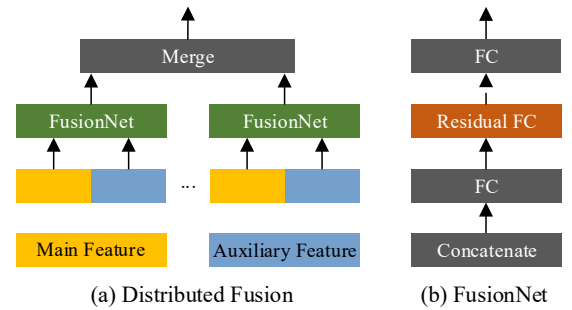 Merge
FusionNet FusionNet
...
Main Feature Auxiliary Feature
(a) Distributed Fusion
FC
Residual FC
FC
Concatenate
(b) FusionNet